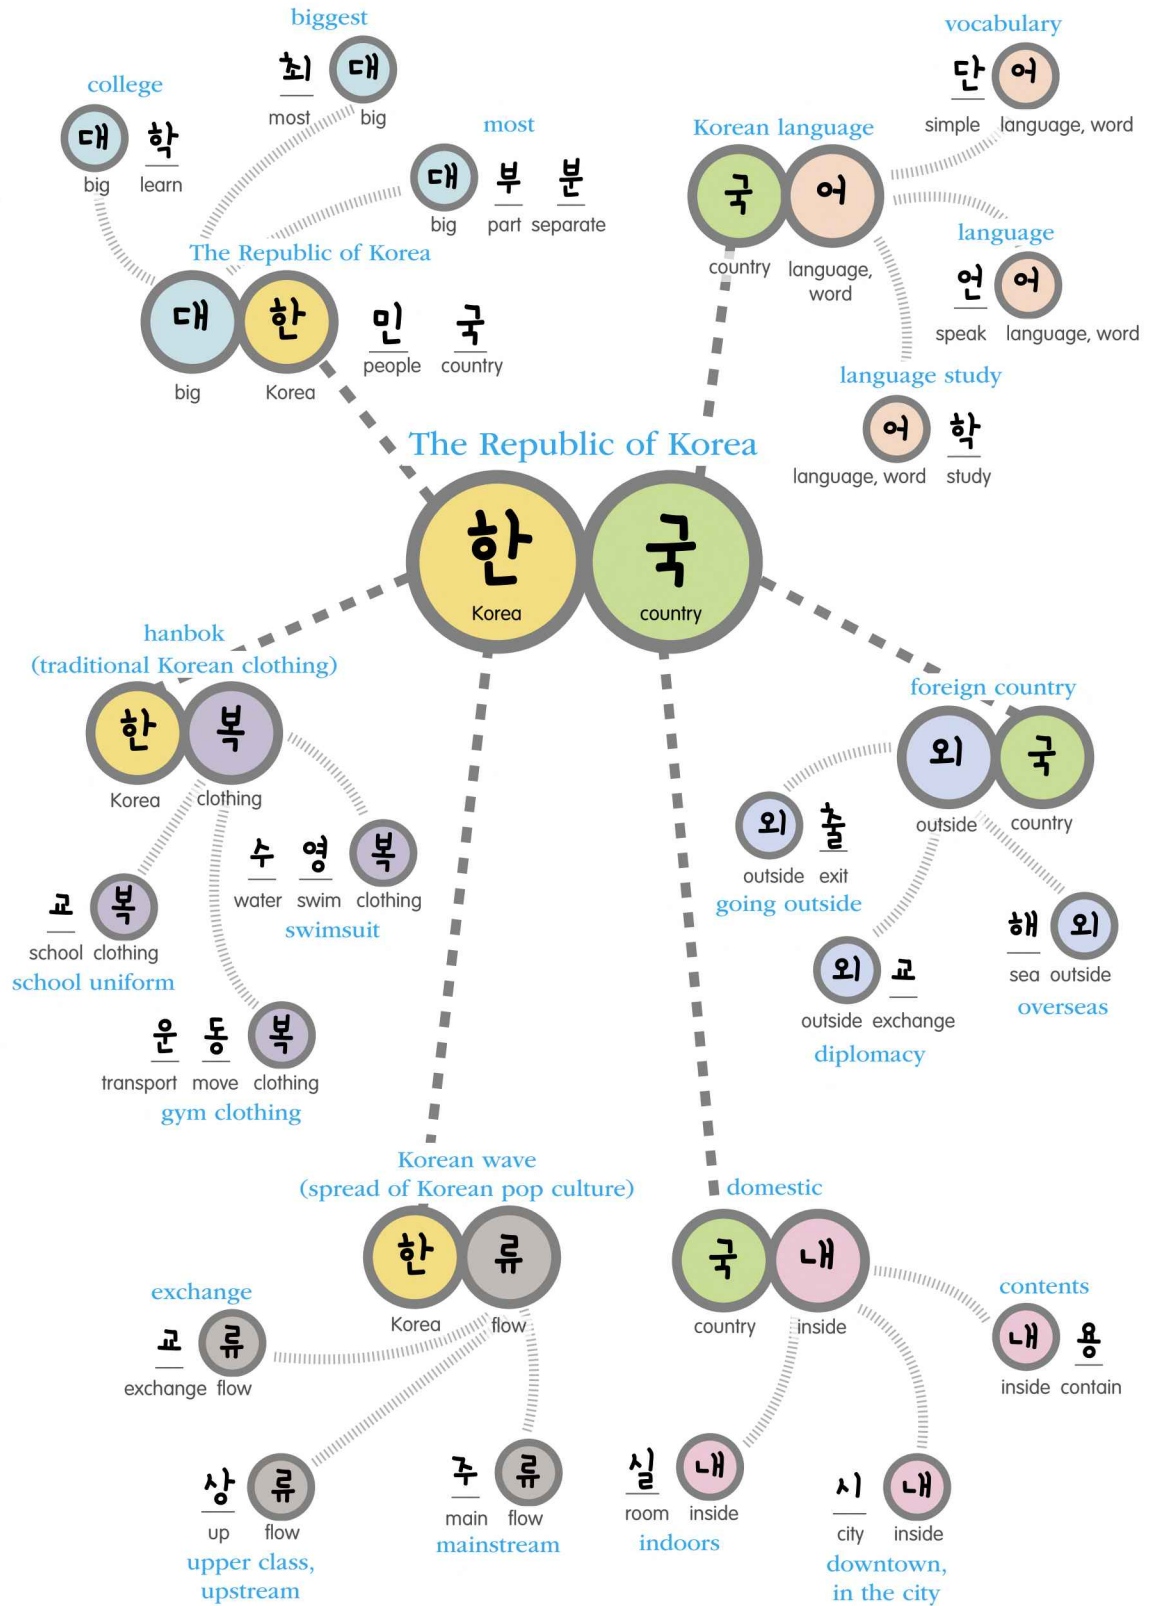 biggest
최 대
most big
college
대 학
big learn
most
대 부 분
big part separate
The Republic of Korea
대 한 민 국
big Korea people country
vocabulary
단 어
simple language, word
Korean language
국 어
country language,
word
language
언 어
speak language, word
language study
어 학
language, word study
The Republic of Korea
한 국
Korea country
hanbok
(traditional Korean clothing)
한 복
Korea clothing
수 영 복
water swim clothing
swimsuit
교 복
school clothing
school uniform
운 동 복
transport move clothing
gym clothing
foreign country
외 국
outside country
외 출
outside exit
going outside
해 외
sea outside
overseas
외 교
outside exchange
diplomacy
Korean wave
(spread of Korean pop culture)
한 류
Korea flow
exchange
교 류
exchange flow
상 류
up flow
upper class,
upstream
주 류
main flow
mainstream
domestic
국 내
country inside
contents
내 용
inside contain
실 내
room inside
indoors
시 내
city inside
downtown,
in the city